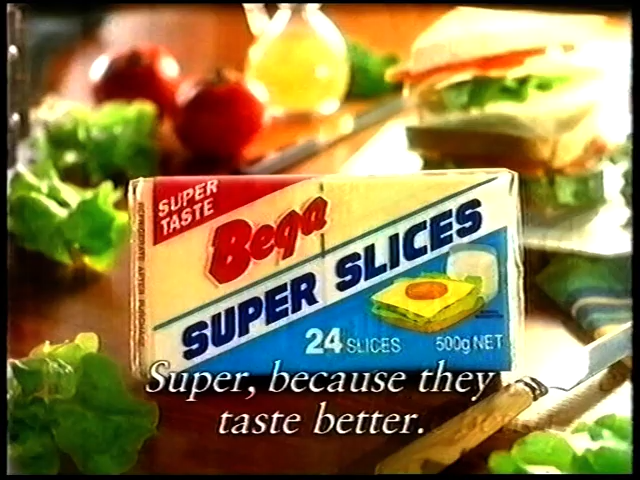 SUPER
TASTE
Bega
SUPER SLICES
24 SLICES
500g NET
Super, because they
taste better.